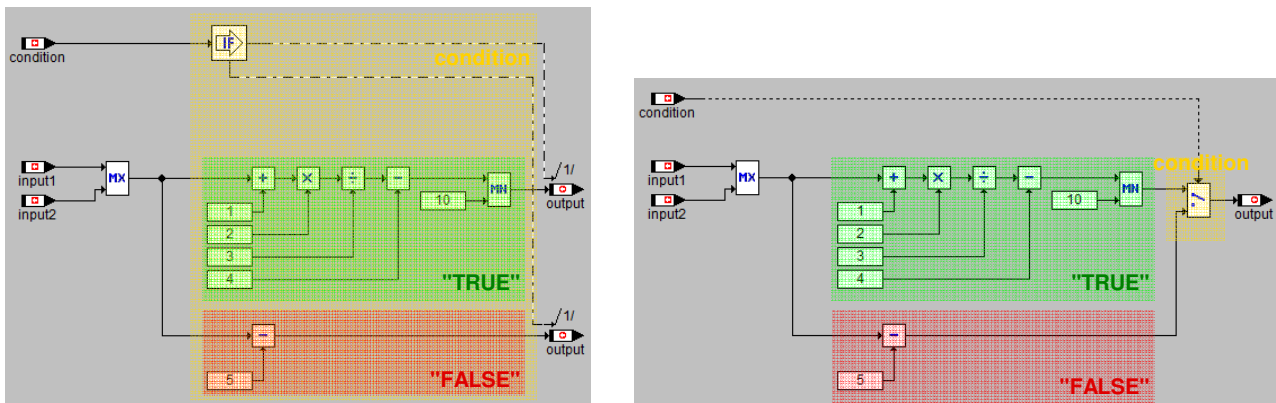 condition
IF
condition
/1/
input1
MX
input2
+
×
÷
−
MN
output
1
10
2
3
4
"TRUE"
/1/
−
output
5
"FALSE"
condition
input1
MX
input2
+
×
÷
−
MN
condition
output
1
10
2
3
4
"TRUE"
−
5
"FALSE"